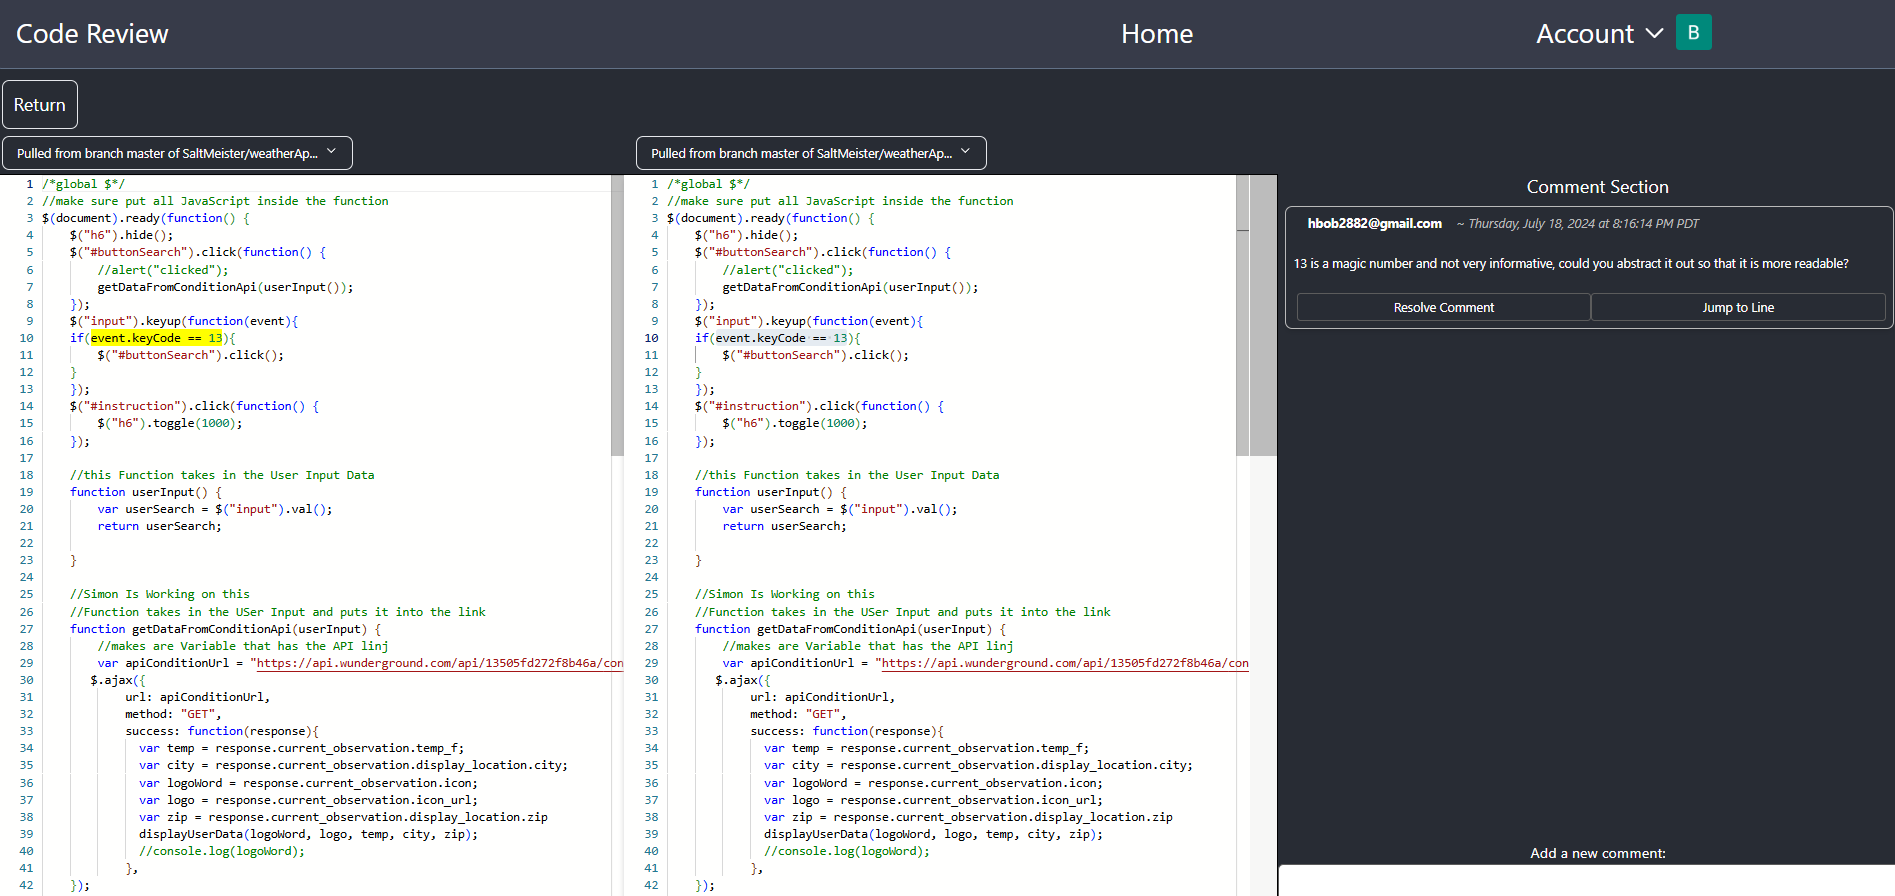 Code Review
Home
Account
B
Return
Pulled from branch master of SaltMeister/weatherAp...
Pulled from branch master of SaltMeister/weatherAp...
1 /*global $*/
2 //make sure put all JavaScript inside the function
3 $(document).ready(function() {
4 $("h6").hide();
5 $("#buttonSearch").click(function() {
6 //alert("clicked");
7 getDataFromConditionApi(userInput());
8 });
9 $("input").keyup(function(event){
10 if(event.keyCode == 13){
11 $("#buttonSearch").click();
12 }
13 });
14 $("#instruction").click(function() {
15 $("h6").toggle(1000);
16 });
17
18 //this Function takes in the User Input Data
19 function userInput() {
20 var userSearch = $("input").val();
21 return userSearch;
22
23 }
24
25 //Simon Is Working on this
26 //Function takes in the USer Input and puts it into the link
27 function getDataFromConditionApi(userInput) {
28 //makes are Variable that has the API linj
29 var apiConditionUrl = "https://api.wunderground.com/api/13505fd272f8b46a/con
30 $.ajax({
31 url: apiConditionUrl,
32 method: "GET",
33 success: function(response){
34 var temp = response.current_observation.temp_f;
35 var city = response.current_observation.display_location.city;
36 var logoWord = response.current_observation.icon;
37 var logo = response.current_observation.icon_url;
38 var zip = response.current_observation.display_location.zip
39 displayUserData(logoWord, logo, temp, city, zip);
40 //console.log(logoWord);
41 },
42 });
1 /*global $*/
2 //make sure put all JavaScript inside the function
3 $(document).ready(function() {
4 $("h6").hide();
5 $("#buttonSearch").click(function() {
6 //alert("clicked");
7 getDataFromConditionApi(userInput());
8 });
9 $("input").keyup(function(event){
10 if(event.keyCode == 13){
11 $("#buttonSearch").click();
12 }
13 });
14 $("#instruction").click(function() {
15 $("h6").toggle(1000);
16 });
17
18 //this Function takes in the User Input Data
19 function userInput() {
20 var userSearch = $("input").val();
21 return userSearch;
22
23 }
24
25 //Simon Is Working on this
26 //Function takes in the USer Input and puts it into the link
27 function getDataFromConditionApi(userInput) {
28 //makes are Variable that has the API linj
29 var apiConditionUrl = "https://api.wunderground.com/api/13505fd272f8b46a/con
30 $.ajax({
31 url: apiConditionUrl,
32 method: "GET",
33 success: function(response){
34 var temp = response.current_observation.temp_f;
35 var city = response.current_observation.display_location.city;
36 var logoWord = response.current_observation.icon;
37 var logo = response.current_observation.icon_url;
38 var zip = response.current_observation.display_location.zip
39 displayUserData(logoWord, logo, temp, city, zip);
40 //console.log(logoWord);
41 },
42 });
Comment Section
hbob2882@gmail.com ~ Thursday, July 18, 2024 at 8:16:14 PM PDT
13 is a magic number and not very informative, could you abstract it out so that it is more readable?
Resolve Comment
Jump to Line
Add a new comment: